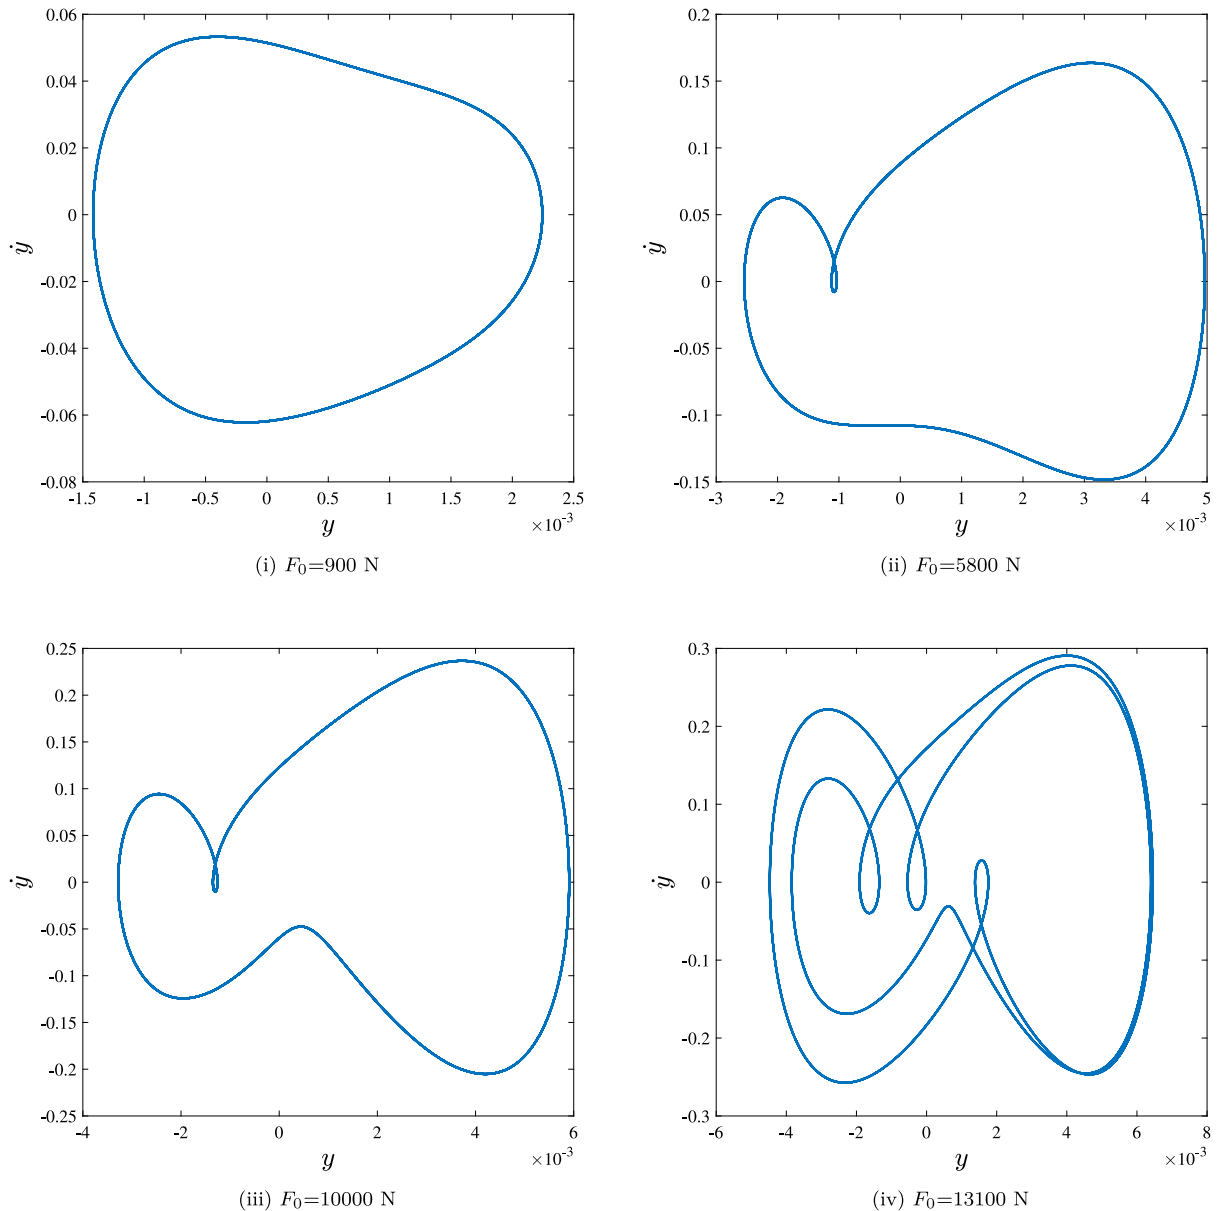 0.06
0.04
0.02
0
-0.02
-0.04
-0.06
-0.08
ẏ
-1.5 -1 -0.5 0 0.5 1 1.5 2 2.5
y ×10⁻³
(i) F₀=900 N
0.2
0.15
0.1
0.05
0
-0.05
-0.1
-0.15
ẏ
-3 -2 -1 0 1 2 3 4 5
y ×10⁻³
(ii) F₀=5800 N
0.25
0.2
0.15
0.1
0.05
0
-0.05
-0.1
-0.15
-0.2
-0.25
ẏ
-4 -2 0 2 4 6
y ×10⁻³
(iii) F₀=10000 N
0.3
0.2
0.1
0
-0.1
-0.2
-0.3
ẏ
-6 -4 -2 0 2 4 6 8
y ×10⁻³
(iv) F₀=13100 N